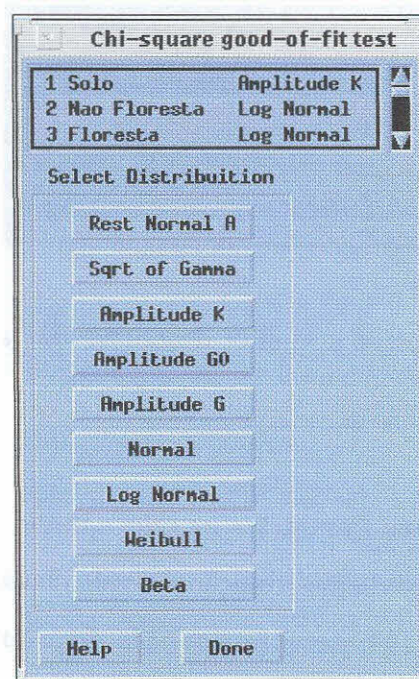 Chi-square good-of-fit test
1 Solo Amplitude K
2 Nao Floresta Log Normal
3 Floresta Log Normal
Select Distribuition
Rest Normal A
Sqrt of Gamma
Amplitude K
Amplitude G0
Amplitude G
Normal
Log Normal
Weibull
Beta
Help Done